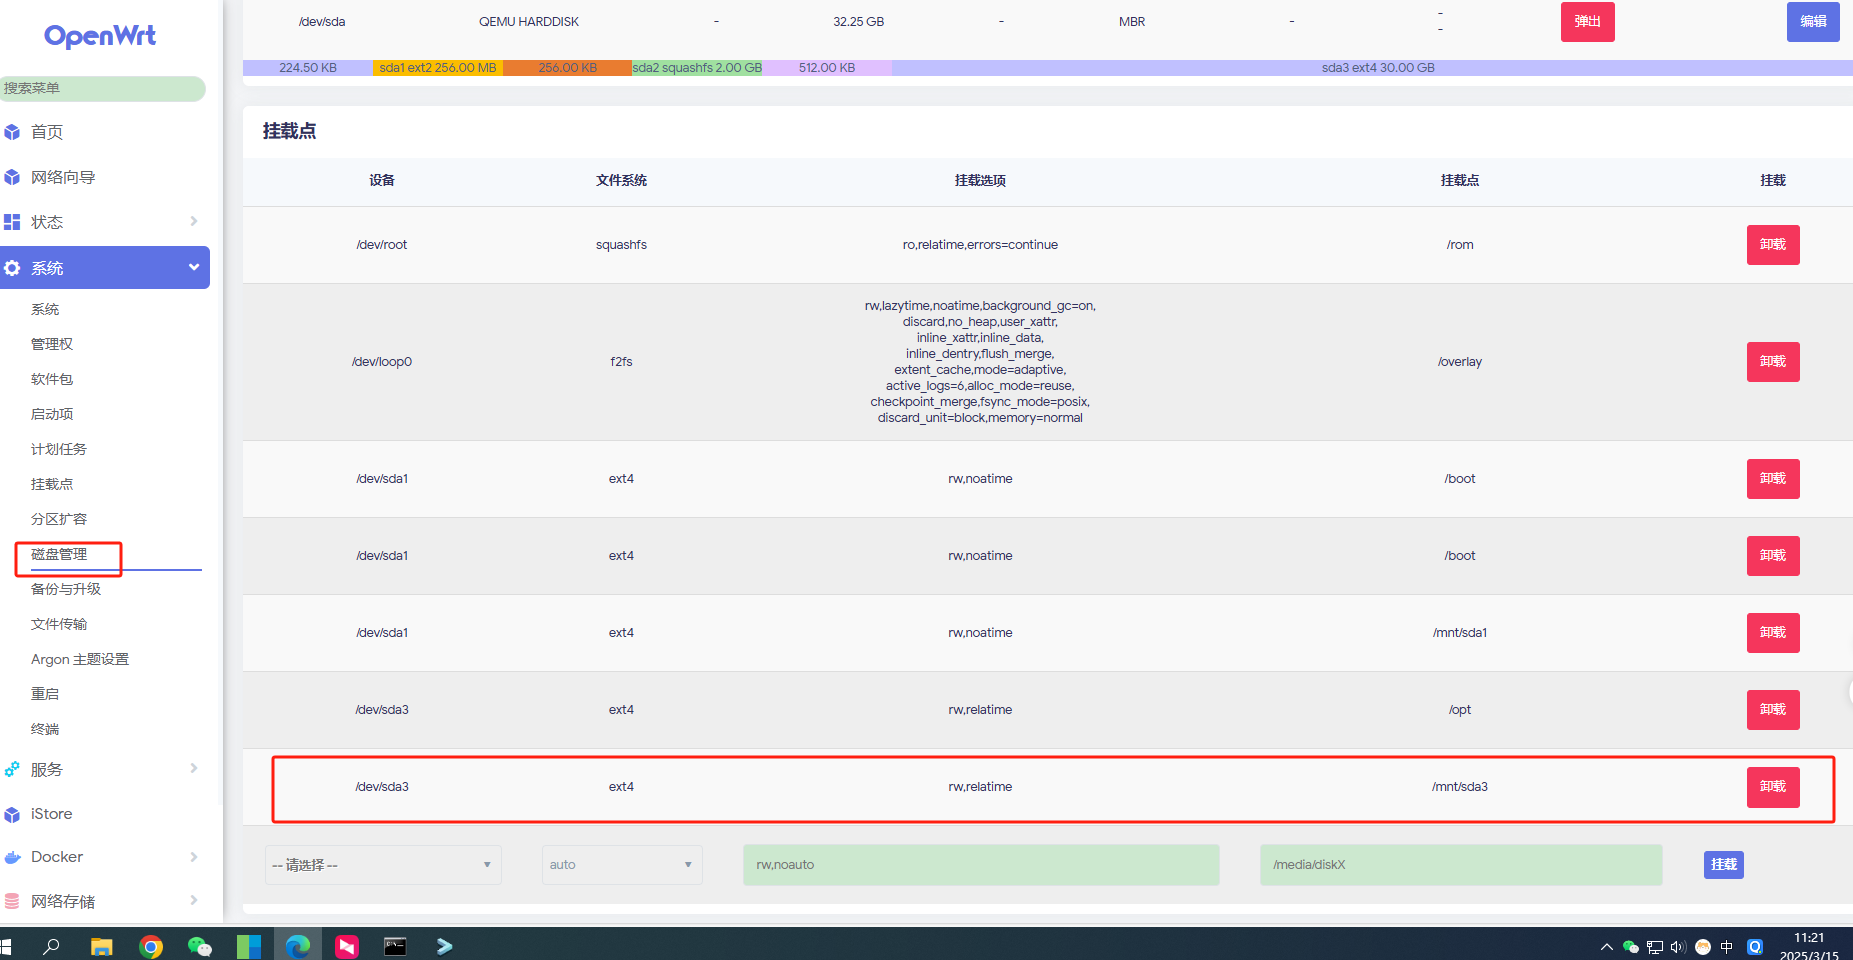 OpenWrt
搜索菜单
首页
网络向导
状态
系统
系统
管理权
软件包
启动项
计划任务
挂载点
分区扩容
磁盘管理
备份与升级
文件传输
Argon 主题设置
重启
终端
服务
iStore
Docker
网络存储
/dev/sda QEMU HARDDISK - 32.25 GB - MBR - - - 弹出 编辑
224.50 KB sda1 ext2 256.00 MB 256.00 KB sda2 squashfs 2.00 GB 512.00 KB sda3 ext4 30.00 GB
挂载点
设备 文件系统 挂载选项 挂载点 挂载
/dev/root squashfs ro,relatime,errors=continue /rom 卸载
rw,lazytime,noatime,background_gc=on,
discard,no_heap,user_xattr,
inline_xattr,inline_data,
inline_dentry,flush_merge,
/dev/loop0 f2fs extent_cache,mode=adaptive, /overlay 卸载
active_logs=6,alloc_mode=reuse,
checkpoint_merge,fsync_mode=posix,
discard_unit=block,memory=normal
/dev/sda1 ext4 rw,noatime /boot 卸载
/dev/sda1 ext4 rw,noatime /boot 卸载
/dev/sda1 ext4 rw,noatime /mnt/sda1 卸载
/dev/sda3 ext4 rw,relatime /opt 卸载
/dev/sda3 ext4 rw,relatime /mnt/sda3 卸载
-- 请选择 -- auto rw,noauto /media/diskX 挂载
中
11:21
2025/3/15